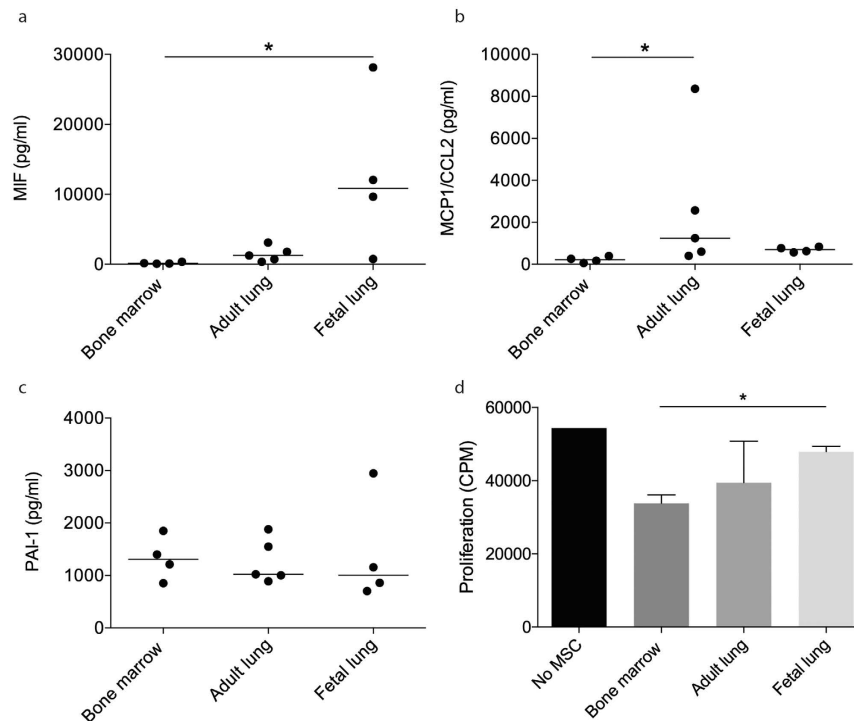 a
*
30000
20000
10000
0
MIF (pg/ml)
Bone marrow
Adult lung
Fetal lung
b
*
10000
8000
6000
4000
2000
0
MCP1/CCL2 (pg/ml)
Bone marrow
Adult lung
Fetal lung
c
4000
3000
2000
1000
0
PAI-1 (pg/ml)
Bone marrow
Adult lung
Fetal lung
d
*
60000
40000
20000
0
Proliferation (CPM)
No MSC
Bone marrow
Adult lung
Fetal lung